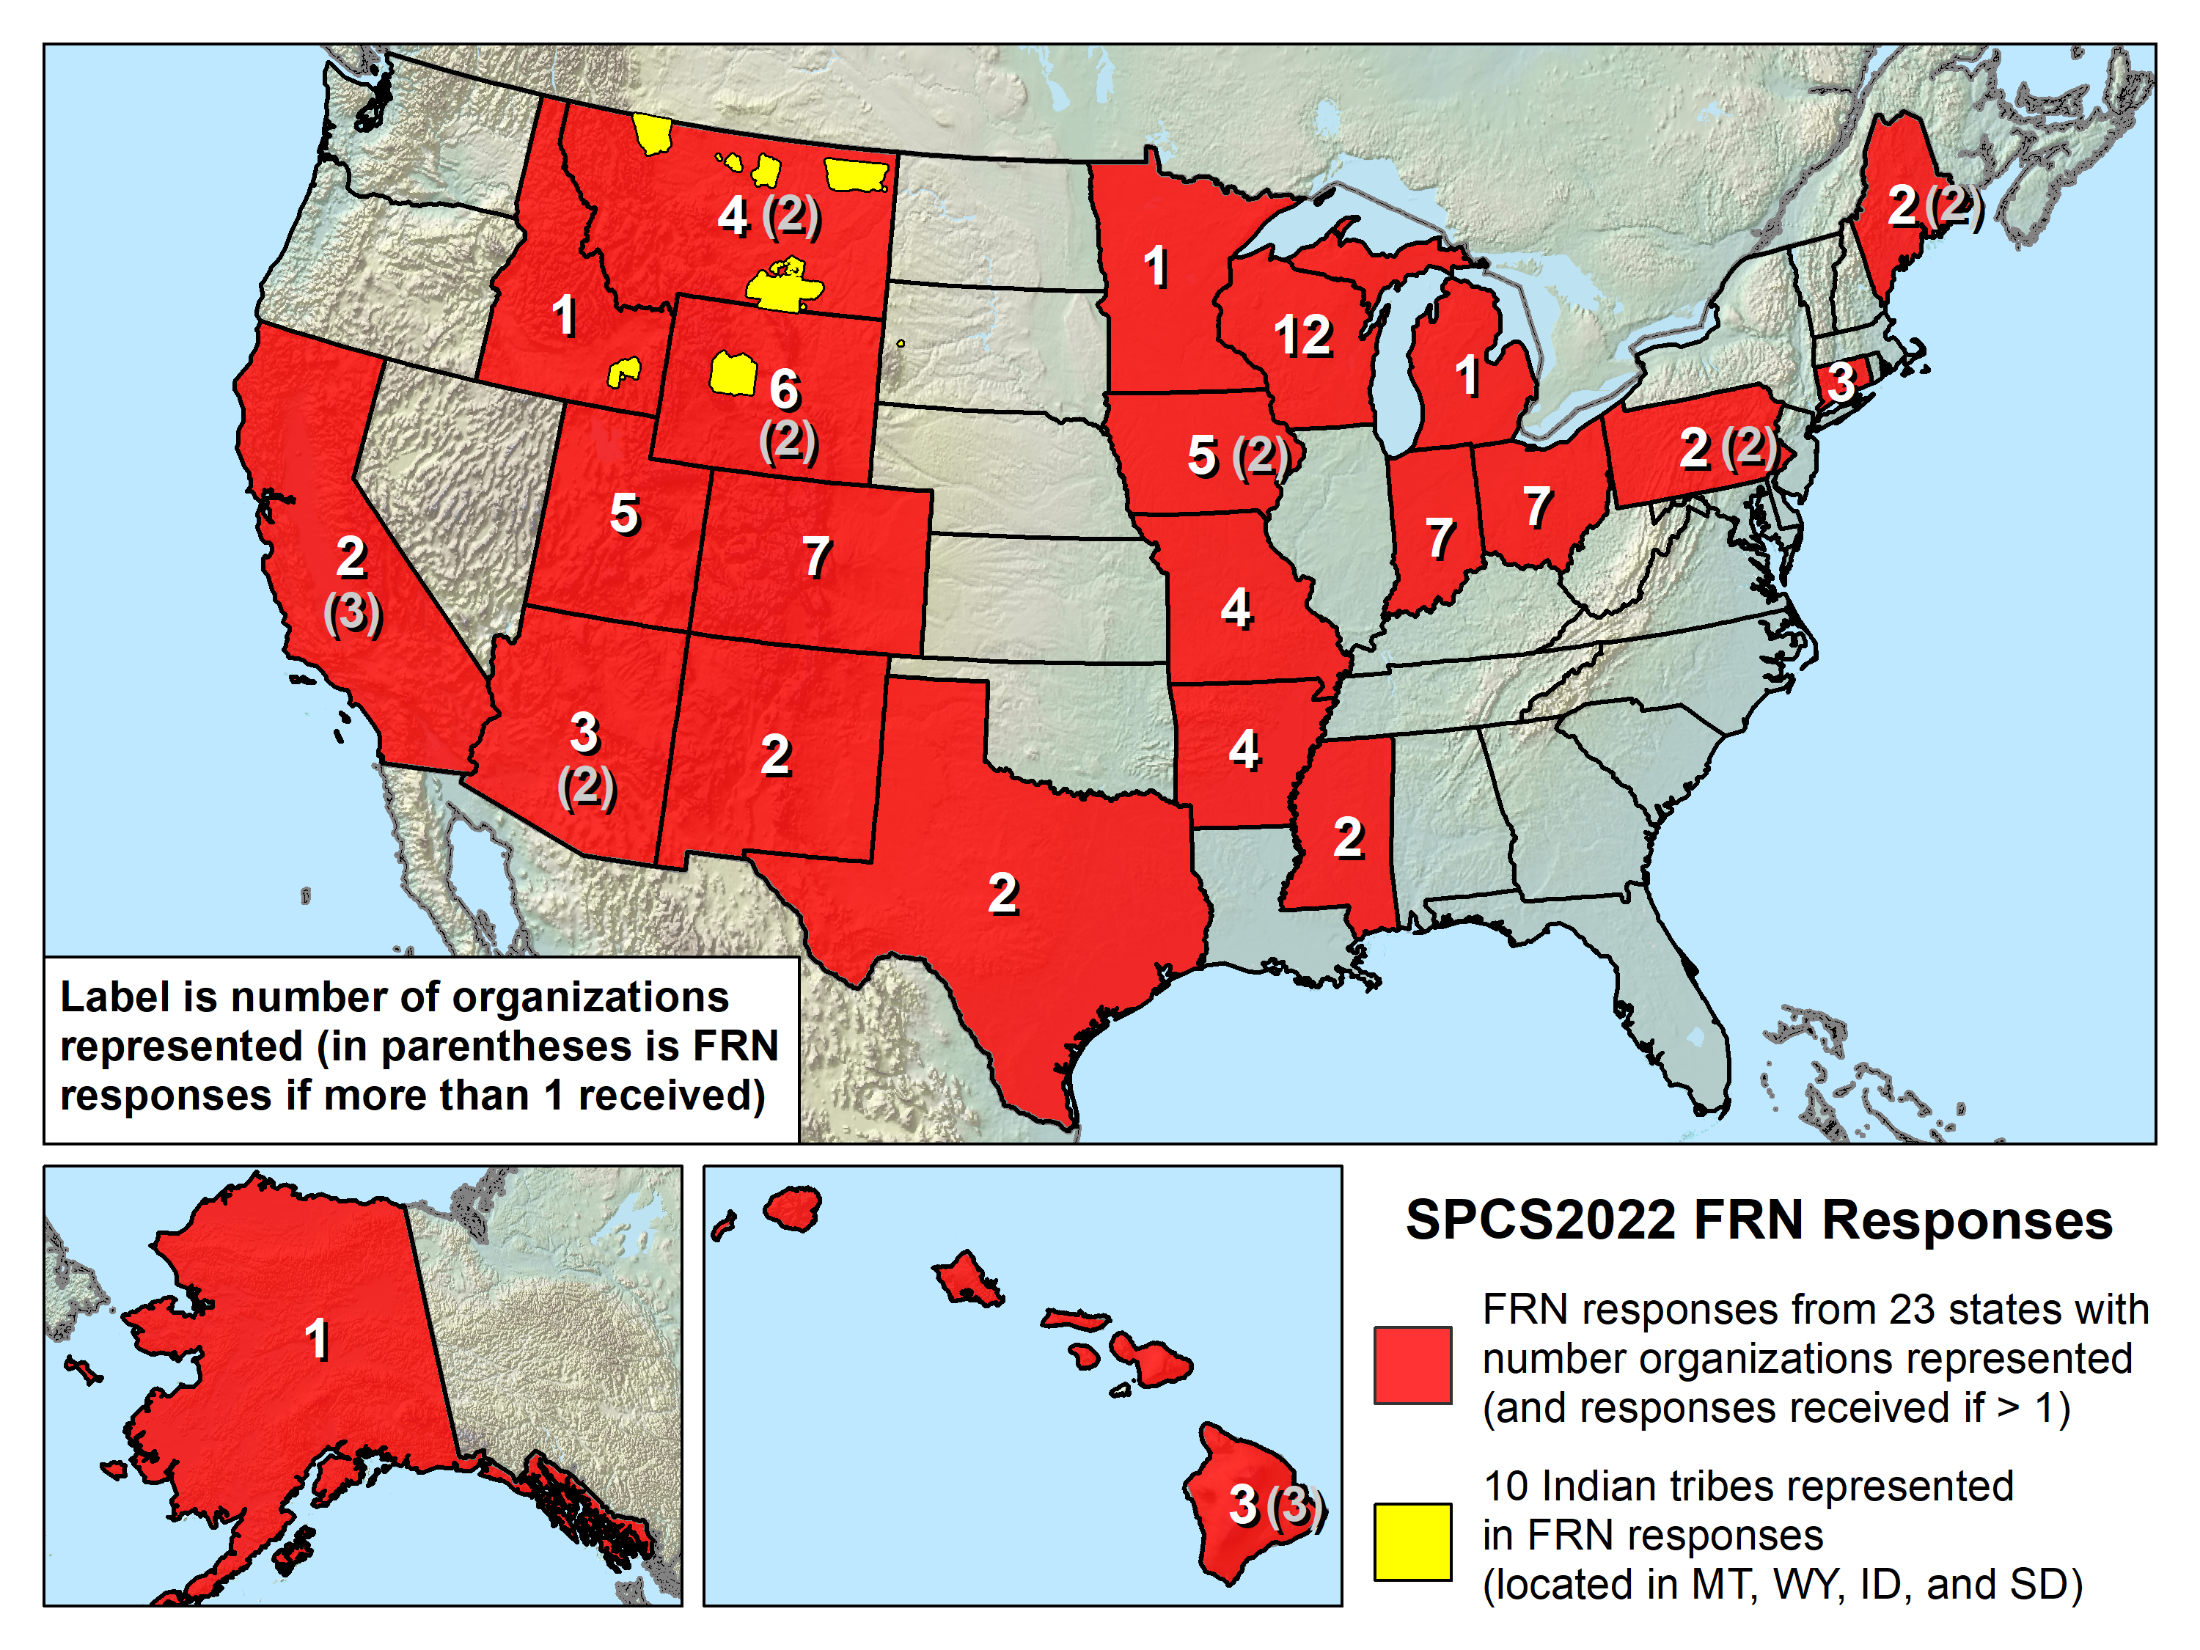 4 (2)
2 (2)
1
1
12
1
6
(2)
3
5 (2)
2 (2)
5
7
7
7
2
(3)
4
3
(2)
2
4
2
2
Label is number of organizations
represented (in parentheses is FRN
responses if more than 1 received)
1
3 (3)
SPCS2022 FRN Responses
FRN responses from 23 states with
number organizations represented
(and responses received if > 1)
10 Indian tribes represented
in FRN responses
(located in MT, WY, ID, and SD)